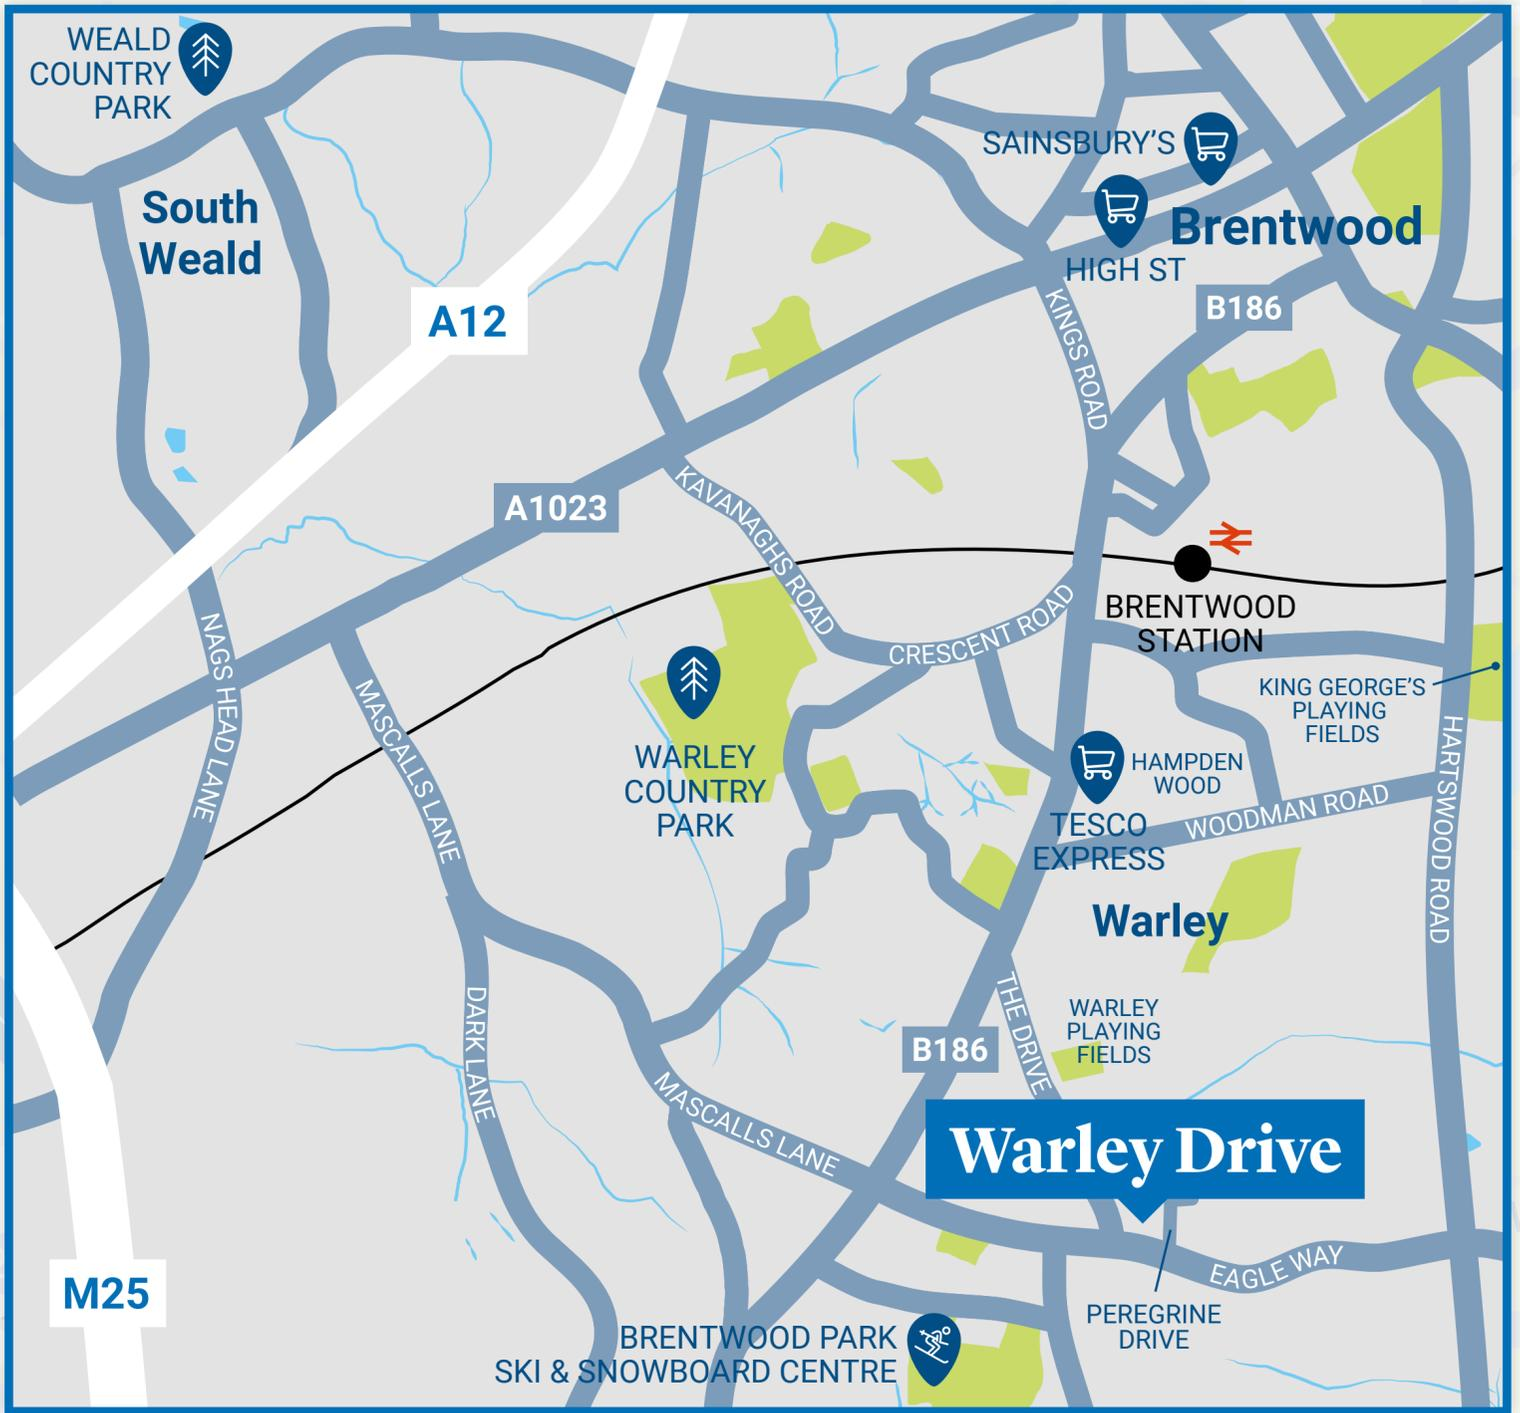 WEALD
COUNTRY
PARK
SAINSBURY'S
South
Weald
Brentwood
HIGH ST
A12
B186
KINGS ROAD
A1023
KAVANAGHS ROAD
BRENTWOOD
STATION
CRESCENT ROAD
NAGS HEAD LANE
MASCALLS LANE
KING GEORGE'S
PLAYING
FIELDS
WARLEY
COUNTRY
PARK
HAMPDEN
WOOD
TESCO
EXPRESS
WOODMAN ROAD
HARTSWOOD ROAD
Warley
DARK LANE
THE DRIVE
WARLEY
PLAYING
FIELDS
B186
MASCALLS LANE
Warley Drive
M25
EAGLE WAY
PEREGRINE
DRIVE
BRENTWOOD PARK
SKI & SNOWBOARD CENTRE